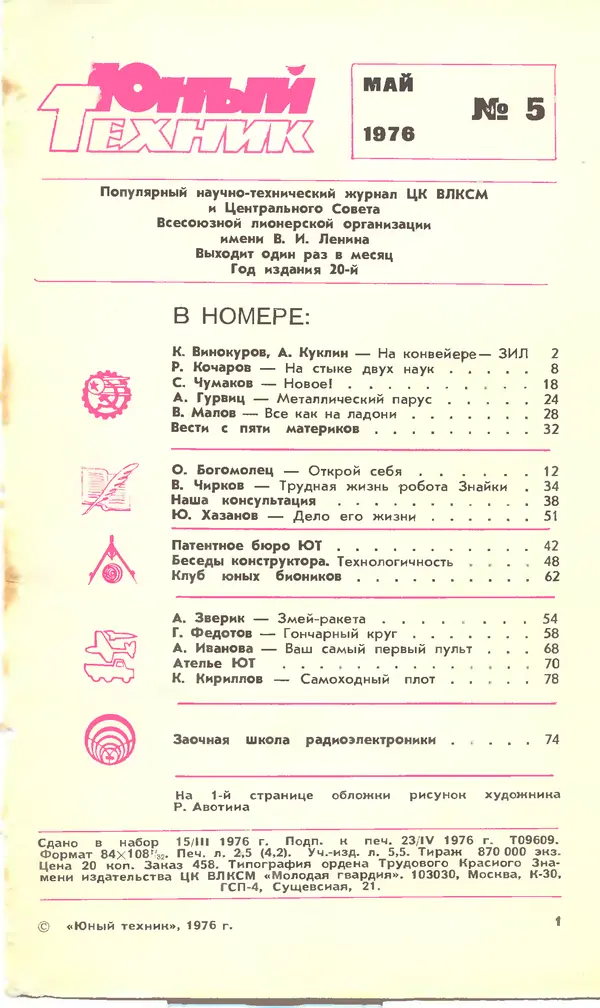 ЮНЫЙ
ТЕХНИК
МАЙ
1976
№ 5
Популярный научно-технический журнал ЦК ВЛКСМ
и Центрального Совета
Всесоюзной пионерской организации
имени В. И. Ленина
Выходит один раз в месяц
Год издания 20-й
В НОМЕРЕ:
К. Винокуров, А. Куклин — На конвейере — ЗИЛ 2
Р. Кочаров — На стыке двух наук . . . . . 8
С. Чумаков — Новое! . . . . . . . . . . 18
А. Гурвиц — Металлический парус . . . . . 24
В. Малов — Все как на ладони . . . . . . 28
Вести с пяти материков . . . . . . . . 32
О. Богомолец — Открой себя . . . . . . 12
В. Чирков — Трудная жизнь робота Знайки . 34
Наша консультация . . . . . . . . . . 38
Ю. Хазанов — Дело его жизни . . . . . . 51
Патентное бюро ЮТ . . . . . . . . . . 42
Беседы конструктора. Технологичность . . . . 48
Клуб юных биоников . . . . . . . . . 62
А. Зверик — Змей-ракета . . . . . . . . 54
Г. Федотов — Гончарный круг . . . . . . . 58
А. Иванова — Ваш самый первый пульт . . . 68
Ателье ЮТ . . . . . . . . . . . . 70
К. Кириллов — Самоходный плот . . . . . 78
Заочная школа радиоэлектроники . . . . . 74
На 1-й странице обложки рисунок художника
Р. Авотина
Сдано в набор 15/III 1976 г. Подп. к печ. 23/IV 1976 г. Т09609.
Формат 84×108¹/₃₂. Печ. л. 2,5 (4,2). Уч.-изд. л. 5,5. Тираж 870 000 экз.
Цена 20 коп. Заказ 458. Типография ордена Трудового Красного Зна-
мени издательства ЦК ВЛКСМ «Молодая гвардия». 103030, Москва, К-30,
ГСП-4, Сущевская, 21.
© «Юный техник», 1976 г.
1